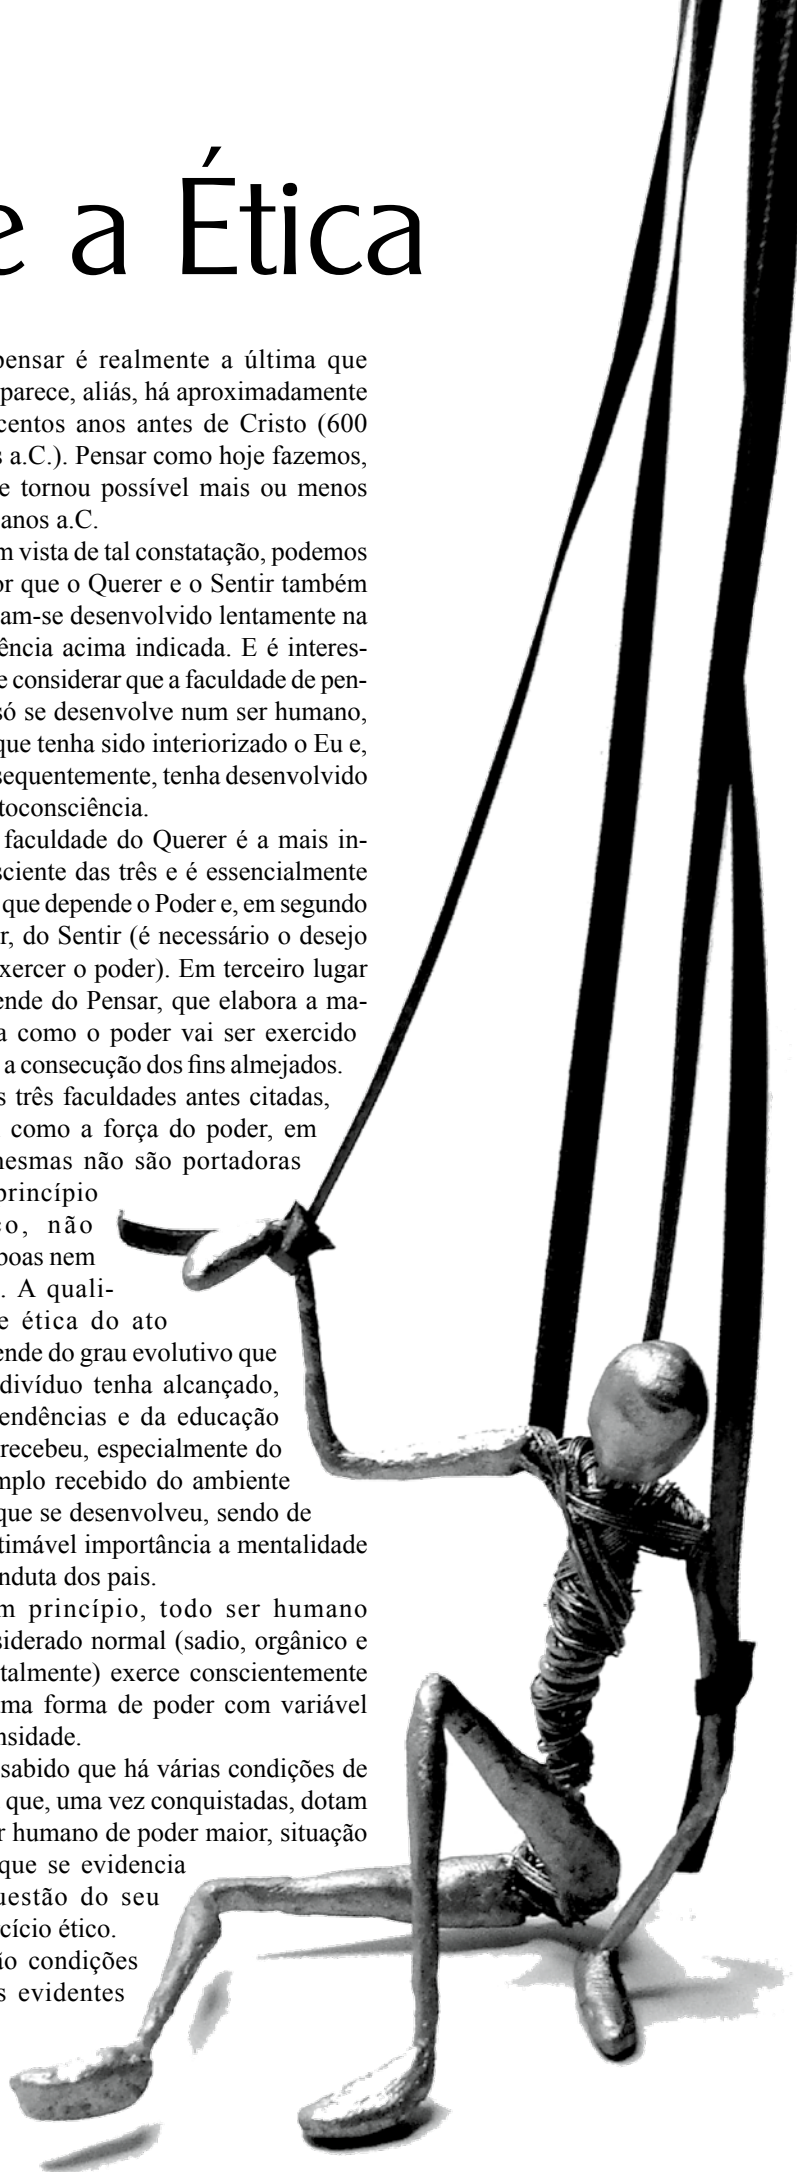 e a Ética
pensar é realmente a última que
parece, aliás, há aproximadamente
centos anos antes de Cristo (600
s a.C.). Pensar como hoje fazemos,
e tornou possível mais ou menos
anos a.C.
m vista de tal constatação, podemos
or que o Querer e o Sentir também
am-se desenvolvido lentamente na
ência acima indicada. E é interes-
e considerar que a faculdade de pen-
só se desenvolve num ser humano,
que tenha sido interiorizado o Eu e,
sequentemente, tenha desenvolvido
toconsciência.
faculdade do Querer é a mais in-
sciente das três e é essencialmente
que depende o Poder e, em segundo
r, do Sentir (é necessário o desejo
xercer o poder). Em terceiro lugar
ende do Pensar, que elabora a ma-
a como o poder vai ser exercido
a consecução dos fins almejados.
s três faculdades antes citadas,
como a força do poder, em
mesmas não são portadoras
princípio
co, não
boas nem
. A quali-
e ética do ato
ende do grau evolutivo que
divíduo tenha alcançado,
endências e da educação
recebeu, especialmente do
mplo recebido do ambiente
que se desenvolveu, sendo de
timável importância a mentalidade
nduta dos pais.
m princípio, todo ser humano
siderado normal (sadio, orgânico e
talmente) exerce conscientemente
ma forma de poder com variável
nsidade.
sabido que há várias condições de
que, uma vez conquistadas, dotam
r humano de poder maior, situação
que se evidencia
uestão do seu
cício ético.
ão condições
s evidentes